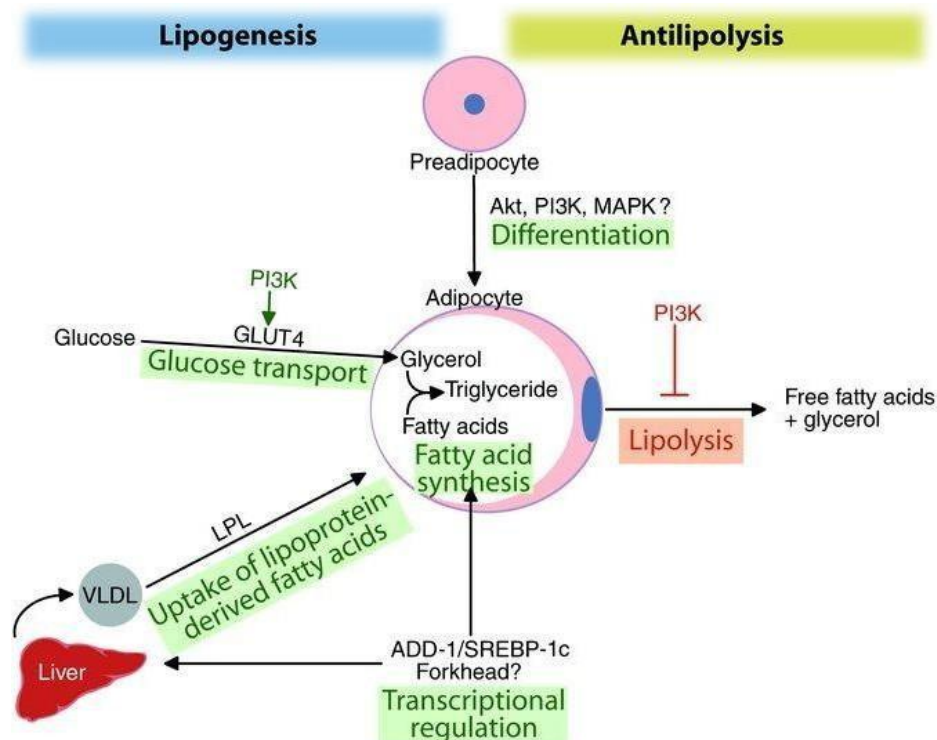 Lipogenesis
Antilipolysis
Preadipocyte
Akt, PI3K, MAPK?
Differentiation
PI3K
Adipocyte
PI3K
Glucose
GLUT4
Glucose transport
Glycerol
Triglyceride
Fatty acids
Fatty acid
synthesis
Free fatty acids
+ glycerol
Lipolysis
LPL
Uptake of lipoprotein-
derived fatty acids
VLDL
Liver
ADD-1/SREBP-1c
Forkhead?
Transcriptional
regulation